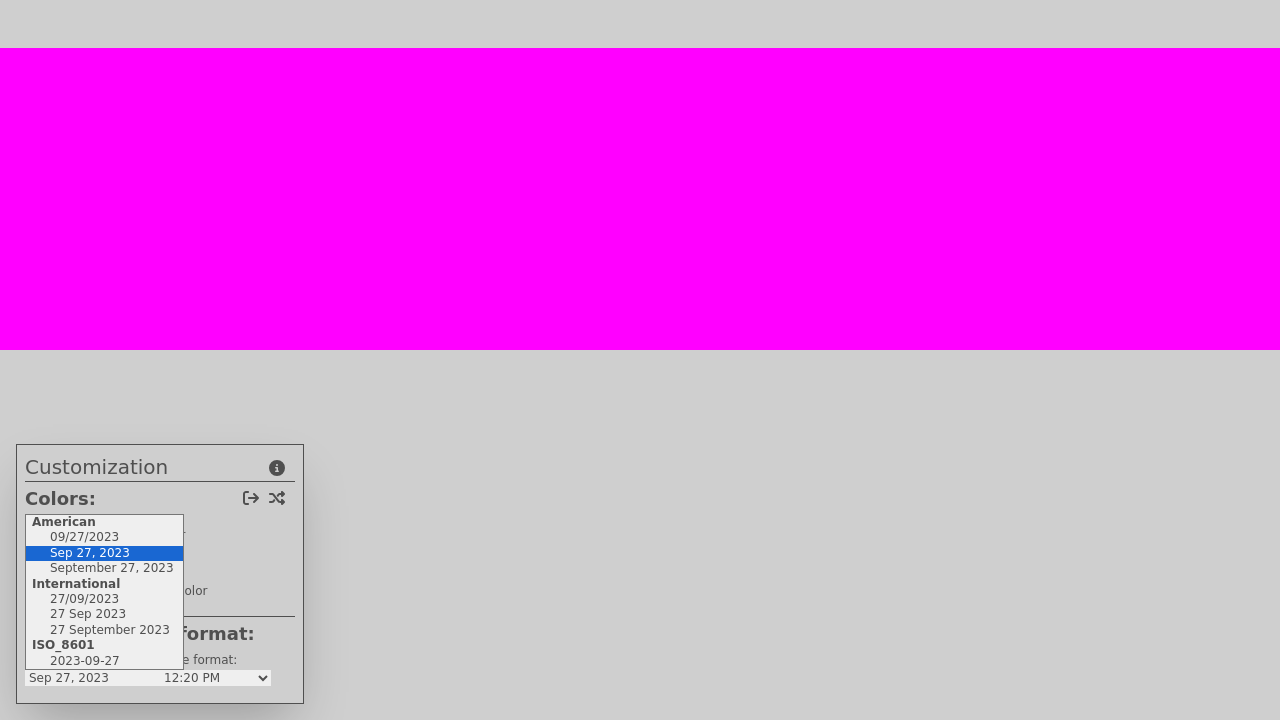 Customization
Colors:
American
09/27/2023
Sep 27, 2023
September 27, 2023
International
olor
27/09/2023
27 Sep 2023
27 September 2023
format:
ISO_8601
2023-09-27
e format:
Sep 27, 2023
12:20 PM